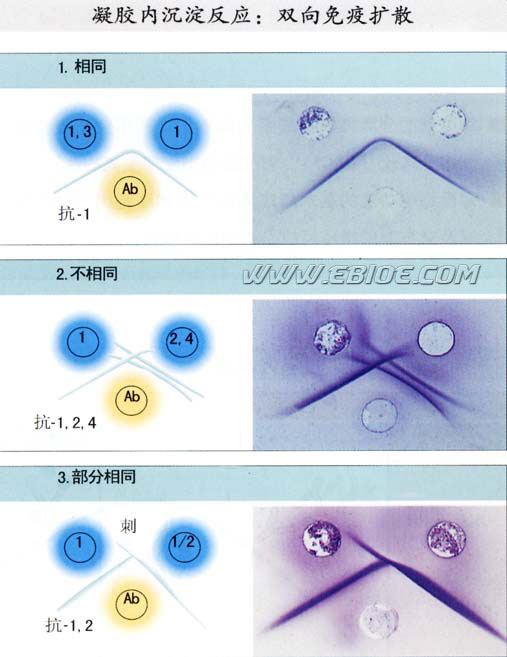 凝胶内沉淀反应：双向免疫扩散
1. 相同
1, 3
1
Ab
抗-1
2.不相同
WWW.EBIOE.COM
1
2, 4
Ab
抗-1, 2, 4
3.部分相同
刺
1
1/2
Ab
抗-1, 2